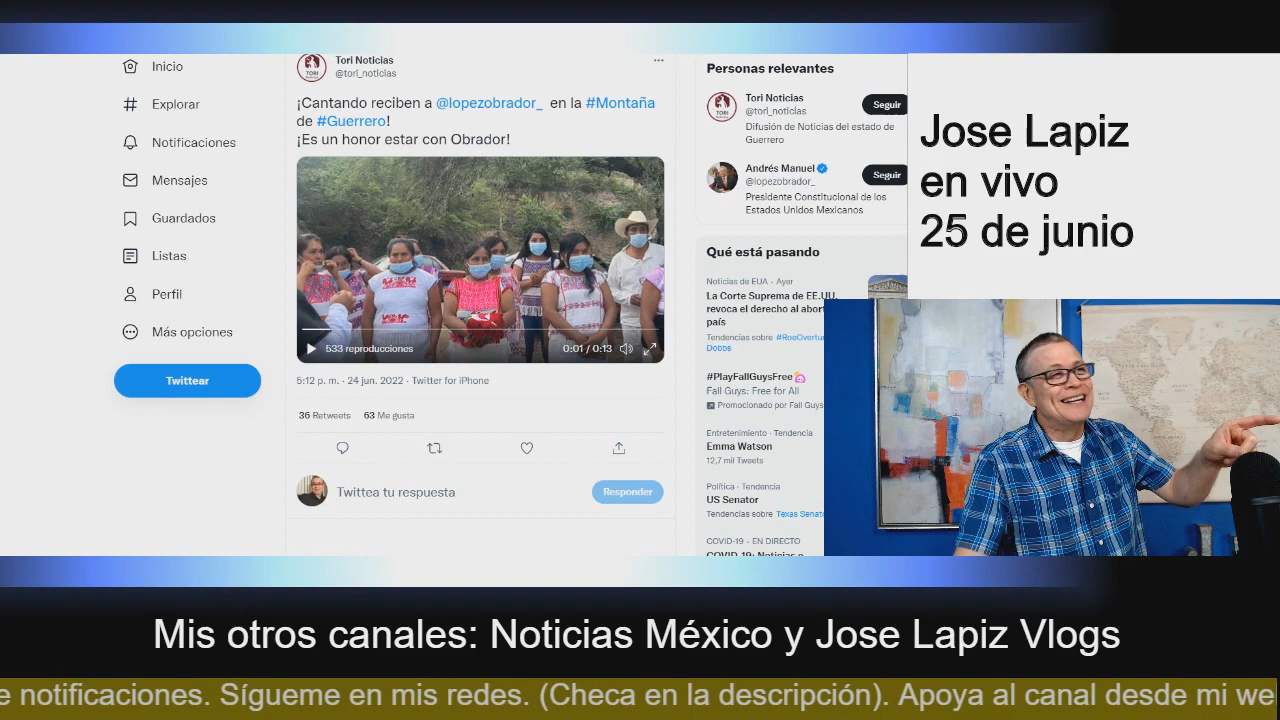 Inicio
Explorar
Notificaciones
Mensajes
Guardados
Listas
Perfil
Más opciones
Twittear
TORI
Tori Noticias
@tori_noticias
¡Cantando reciben a @lopezobrador_ en la #Montaña
de #Guerrero!
¡Es un honor estar con Obrador!
533 reproducciones
0:01 / 0:13
5:12 p. m. · 24 jun. 2022 · Twitter for iPhone
36 Retweets 63 Me gusta
Twittea tu respuesta
Responder
Personas relevantes
TORI
Tori Noticias
@tori_noticias
Seguir
Difusión de Noticias del estado de
Guerrero
Andrés Manuel
@lopezobrador_
Seguir
Presidente Constitucional de los
Estados Unidos Mexicanos
Qué está pasando
Noticias de EUA · Ayer
La Corte Suprema de EE.UU.
revoca el derecho al abort
país
Tendencias sobre #RoeOvertur
Dobbs
#PlayFallGuysFree
Fall Guys: Free for All
Promocionado por Fall Guys
Entretenimiento · Tendencia
Emma Watson
12,7 mil Tweets
Política · Tendencia
US Senator
Tendencias sobre Texas Senato
COVID-19 · EN DIRECTO
COVID-19: Noticias e
Jose Lapiz
en vivo
25 de junio
Mis otros canales: Noticias México y Jose Lapiz Vlogs
e notificaciones. Sígueme en mis redes. (Checa en la descripción). Apoya al canal desde mi we